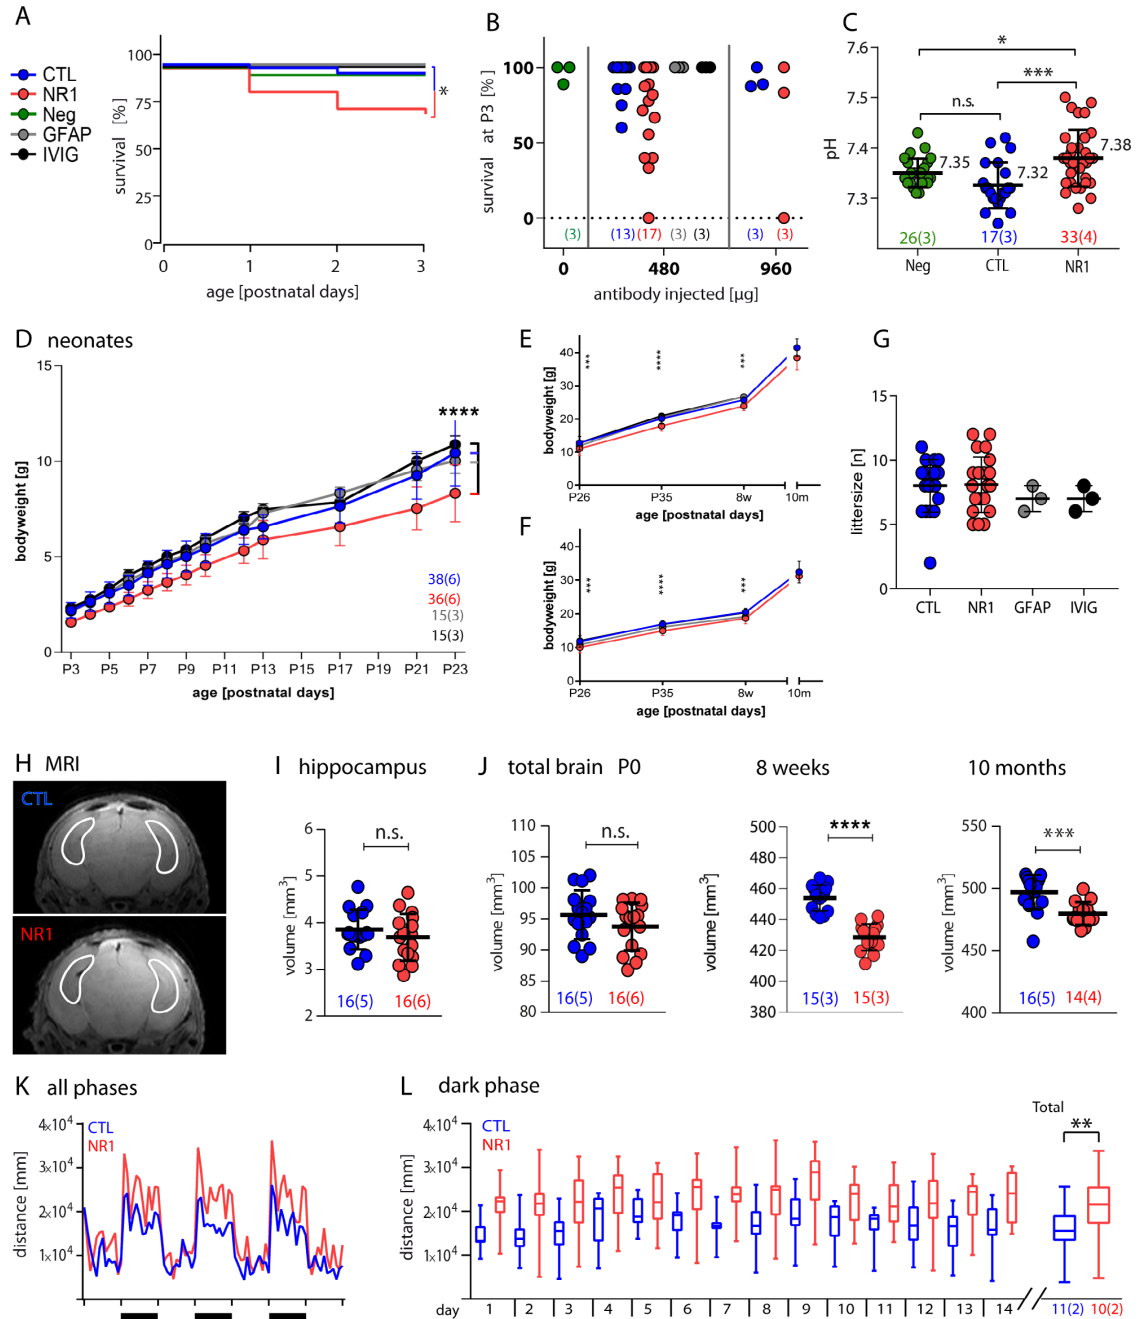 A
CTL
NR1
Neg
GFAP
IVIG
survival [%]
100
75
50
25
0
*
0 1 2 3
age [postnatal days]
B
survival at P3 [%]
100
50
0
(3) (13) (17) (3) (3) (3) (3)
0 480 960
antibody injected [µg]
C
pH
7.6
7.5
7.4
7.3
*
***
n.s.
7.35
7.32
7.38
26(3) 17(3) 33(4)
Neg CTL NR1
D neonates
bodyweight [g]
15
10
5
0
****
38(6)
36(6)
15(3)
15(3)
P3 P5 P7 P9 P11 P13 P15 P17 P19 P21 P23
age [postnatal days]
E
bodyweight [g]
40
30
20
10
0
*** **** ***
P26 P35 8w 10m
age [postnatal days]
F
bodyweight [g]
40
30
20
10
0
*** **** ***
P26 P35 8w 10m
age [postnatal days]
G
littersize [n]
15
10
5
0
CTL NR1 GFAP IVIG
H MRI
CTL
NR1
I hippocampus
volume [mm³]
6
5
4
3
2
n.s.
16(5) 16(6)
J total brain P0
volume [mm³]
110
105
100
95
90
85
80
n.s.
16(5) 16(6)
8 weeks
volume [mm³]
500
480
460
440
420
400
380
****
15(3) 15(3)
10 months
volume [mm³]
550
500
450
400
***
16(5) 14(4)
K all phases
distance [mm]
4x10⁴
3x10⁴
2x10⁴
1x10⁴
CTL
NR1
L dark phase
distance [mm]
4x10⁴
3x10⁴
2x10⁴
1x10⁴
CTL
NR1
Total
**
day 1 2 3 4 5 6 7 8 9 10 11 12 13 14 11(2) 10(2)